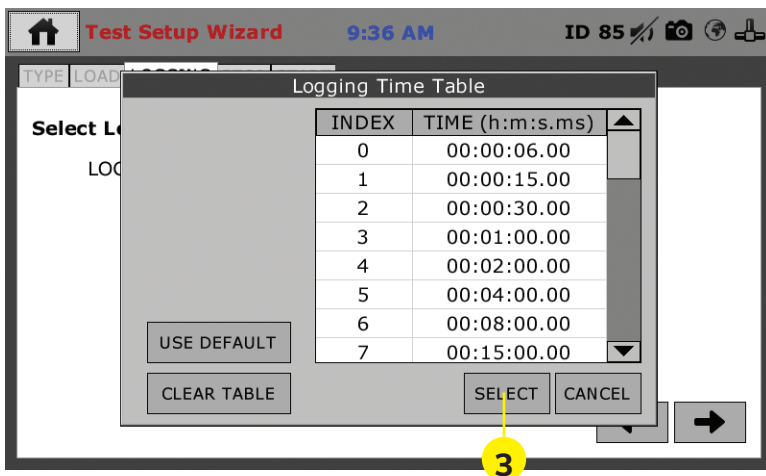 Test Setup Wizard 9:36 AM ID 85
TYPE LOAD
Logging Time Table
Select
INDEX TIME (h:m:s.ms)
0 00:00:06.00
1 00:00:15.00
2 00:00:30.00
3 00:01:00.00
4 00:02:00.00
5 00:04:00.00
6 00:08:00.00
7 00:15:00.00
USE DEFAULT
CLEAR TABLE SELECT CANCEL
3